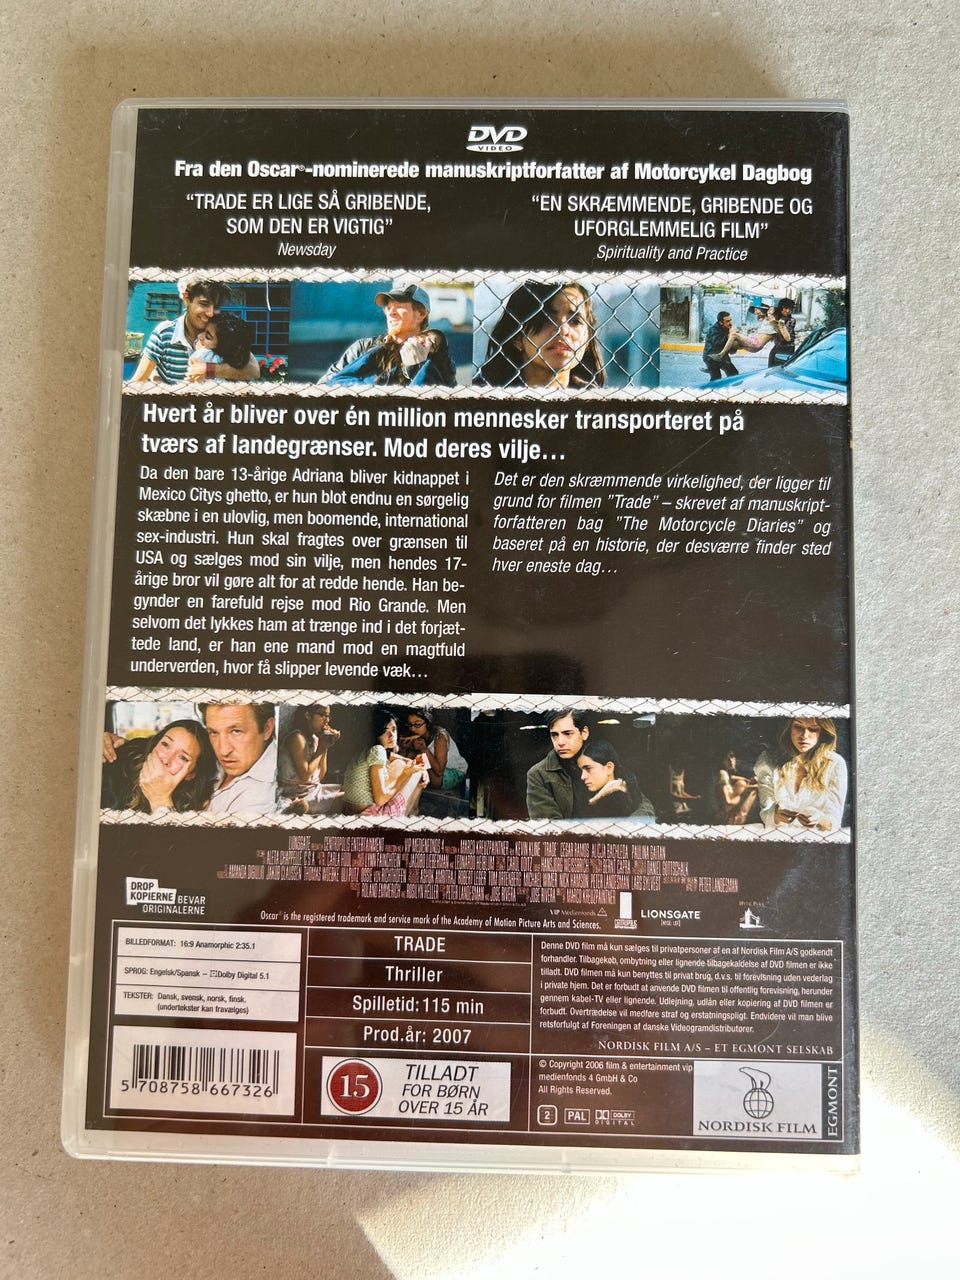 DVD
VIDEO
Fra den Oscar®-nominerede manuskriptforfatter af Motorcykel Dagbog
“TRADE ER LIGE SÅ GRIBENDE,
SOM DEN ER VIGTIG”
Newsday
“EN SKRÆMMENDE, GRIBENDE OG
UFORGLEMMELIG FILM”
Spirituality and Practice
Hvert år bliver over én million mennesker transporteret på
tværs af landegrænser. Mod deres vilje…
Da den bare 13-årige Adriana bliver kidnappet i
Mexico Citys ghetto, er hun blot endnu en sørgelig
skæbne i en ulovlig, men boomende, international
sex-industri. Hun skal fragtes over grænsen til
USA og sælges mod sin vilje, men hendes 17-
årige bror vil gøre alt for at redde hende. Han be-
gynder en farefuld rejse mod Rio Grande. Men
selvom det lykkes ham at trænge ind i det forjæt-
tede land, er han ene mand mod en magtfuld
underverden, hvor få slipper levende væk…
Det er den skræmmende virkelighed, der ligger til
grund for filmen ”Trade” – skrevet af manuskript-
forfatteren bag ”The Motorcycle Diaries” og
baseret på en historie, der desværre finder sted
hver eneste dag…
DROP
KOPIERNE BEVAR
ORIGINALERNE
Oscar® is the registered trademark and service mark of the Academy of Motion Picture Arts and Sciences.
VIP Medienfonds 4
LIONSGATE
BILLEDFORMAT: 16:9 Anamorphic 2:35.1
SPROG: Engelsk/Spansk – Dolby Digital 5.1
TEKSTER: Dansk, svensk, norsk, finsk.
(undertekster kan fravælges)
5 708758 667326
TRADE
Thriller
Spilletid: 115 min
Prod.år: 2007
15
TILLADT
FOR BØRN
OVER 15 ÅR
Denne DVD film må kun sælges til privatpersoner af en af Nordisk Film A/S godkendt
forhandler. Tilbagekøb, ombytning eller lignende tilbagekaldelse af DVD filmen er ikke
tilladt. DVD filmen må kun benyttes til privat brug, d.v.s. til forevisning uden vederlag
i private hjem. Det er forbudt at anvende DVD filmen til offentlig forevisning, herunder
gennem kabel-TV eller lignende. Udlejning, udlån eller kopiering af DVD filmen er
forbudt. Overtrædelse vil medføre straf og erstatningspligt. Endvidere vil man blive
retsforfulgt af Foreningen af danske Videogramdistributører.
NORDISK FILM A/S – ET EGMONT SELSKAB
© Copyright 2006 film & entertainment vip
medienfonds 4 GmbH & Co
All Rights Reserved.
2
PAL
DOLBY
DIGITAL
NORDISK FILM
EGMONT